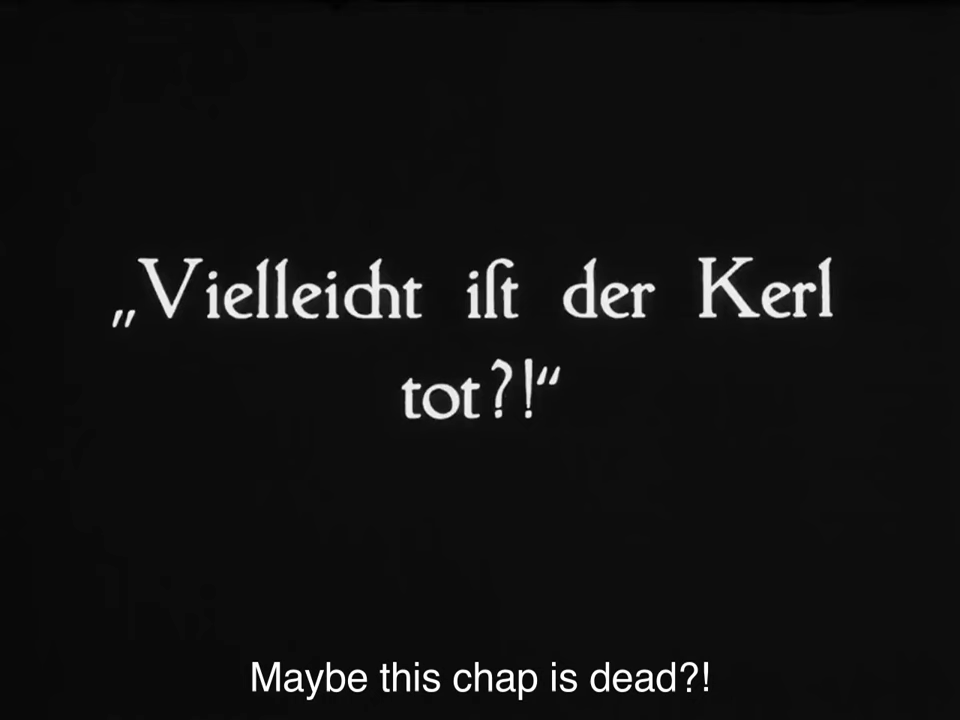 „Vielleicht iſt der Kerl
tot?!“
Maybe this chap is dead?!